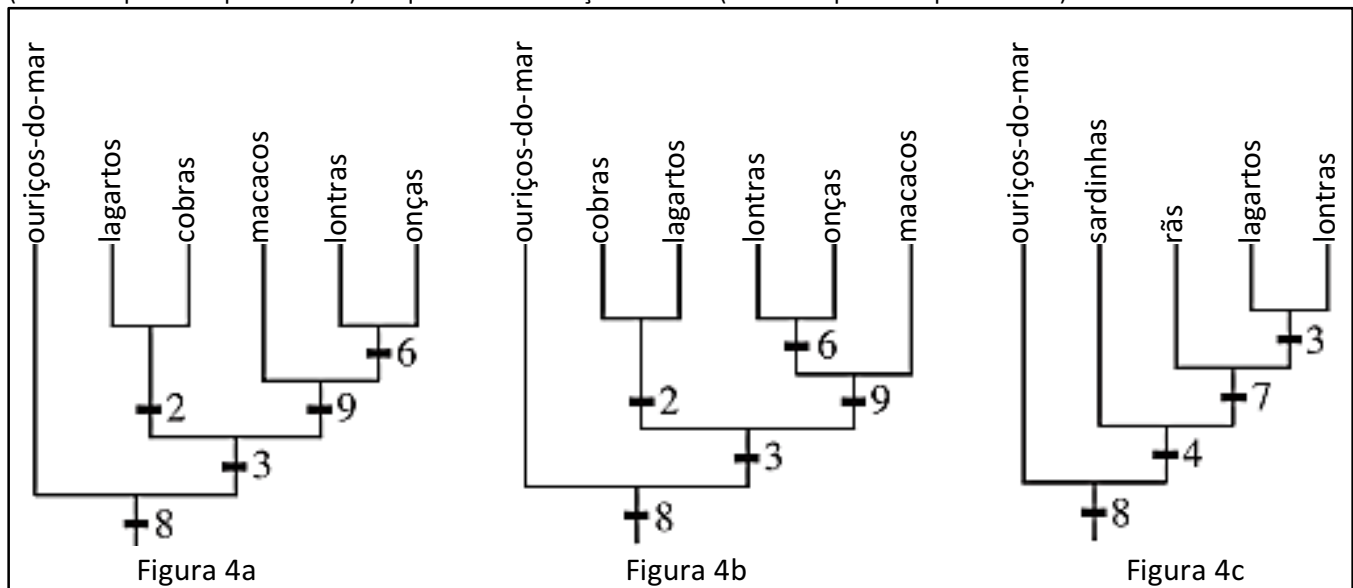 ouriços-do-mar
lagartos
cobras
macacos
lontras
onças
2
9
6
3
8
Figura 4a
ouriços-do-mar
cobras
lagartos
lontras
onças
macacos
6
2
9
3
8
Figura 4b
ouriços-do-mar
sardinhas
rãs
lagartos
lontras
3
7
4
8
Figura 4c